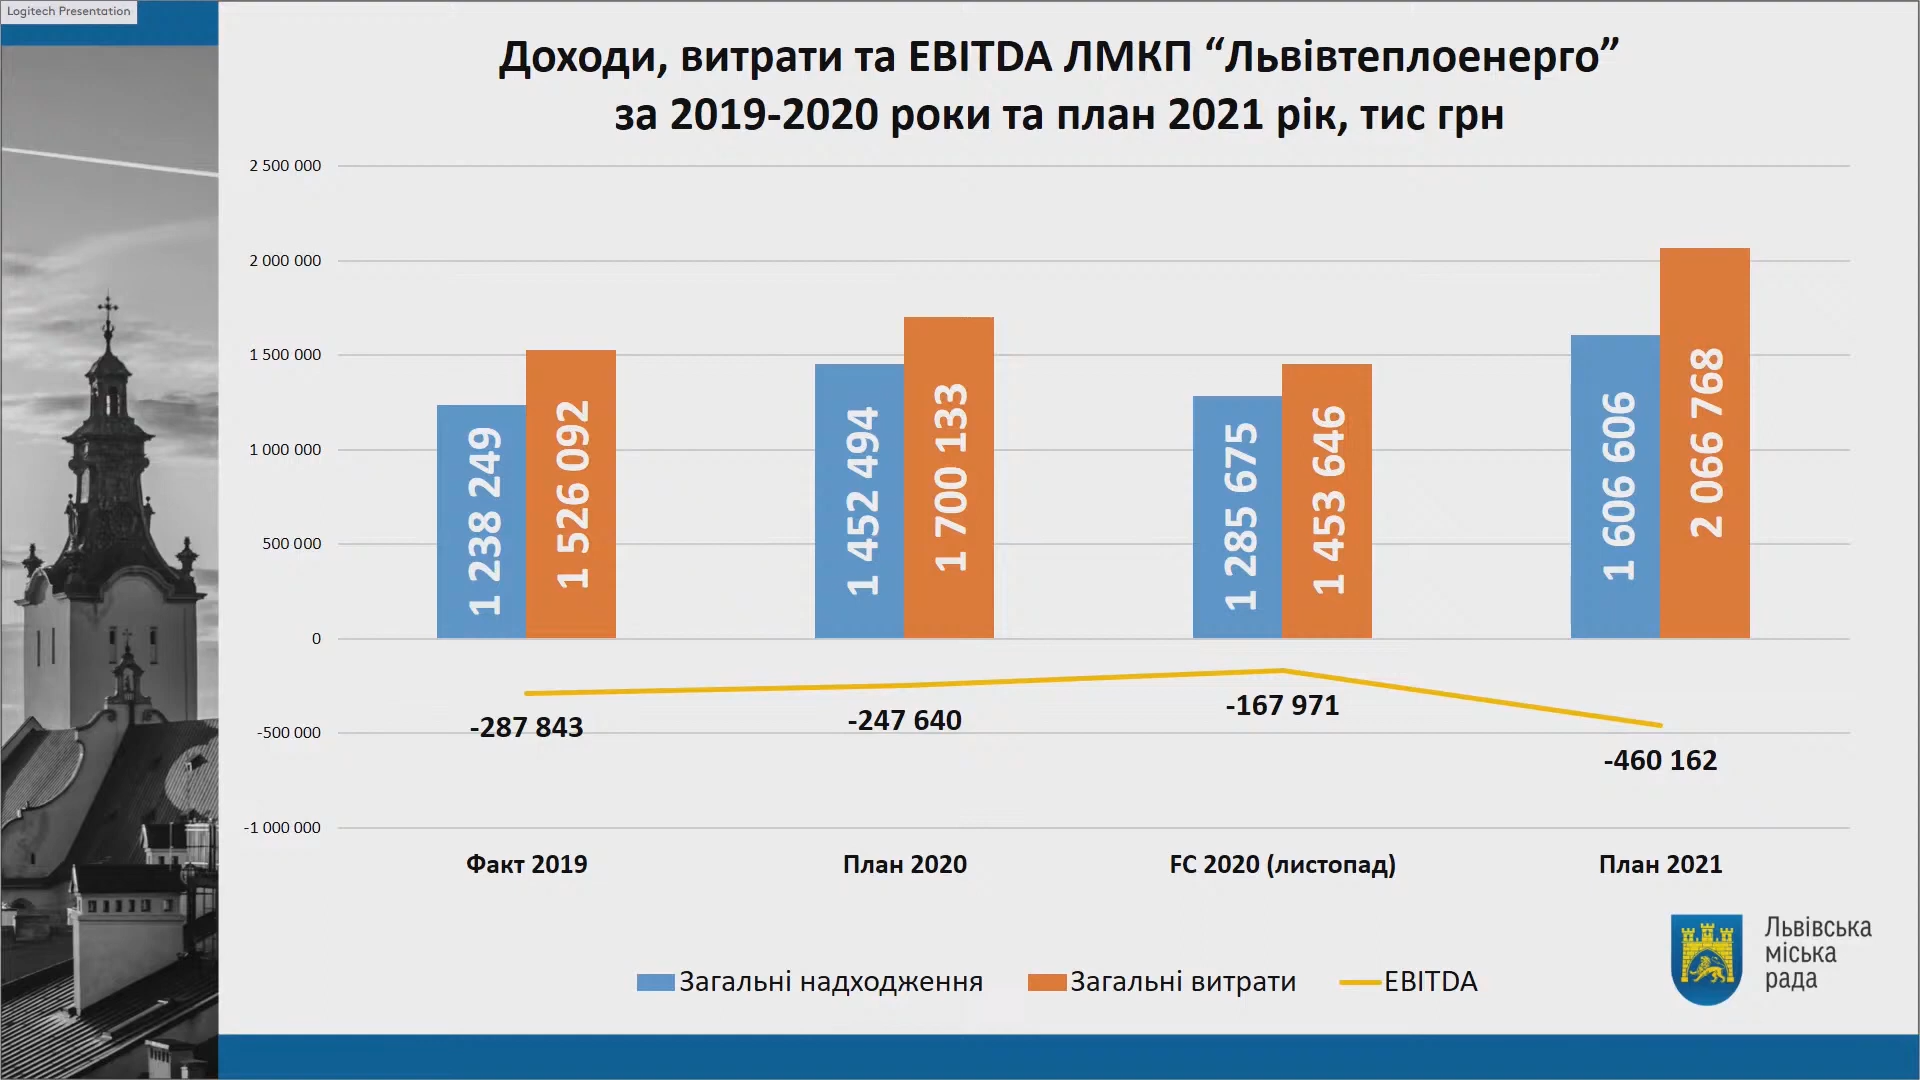 Logitech Presentation
Доходи, витрати та EBITDA ЛМКП “Львівтеплоенерго”
за 2019-2020 роки та план 2021 рік, тис грн
2 500 000
2 000 000
1 500 000
1 000 000
500 000
0
-500 000
-1 000 000
1 238 249
1 526 092
1 452 494
1 700 133
1 285 675
1 453 646
1 606 606
2 066 768
-287 843
-247 640
-167 971
-460 162
Факт 2019
План 2020
FC 2020 (листопад)
План 2021
Загальні надходження
Загальні витрати
EBITDA
Львівська
міська
рада